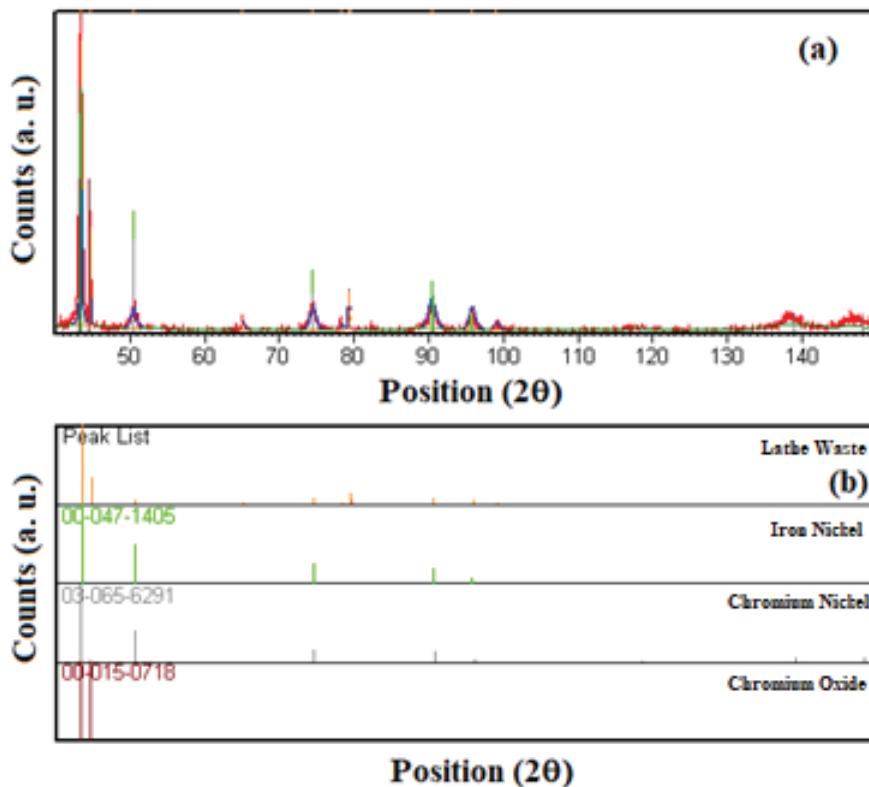 (a)
Counts (a. u.)
50 60 70 80 90 100 110 120 130 140
Position (2θ)
Peak List
Lathe Waste
(b)
00-047-1405
Iron Nickel
03-065-6291
Chromium Nickel
00-015-0718
Chromium Oxide
Counts (a. u.)
Position (2θ)